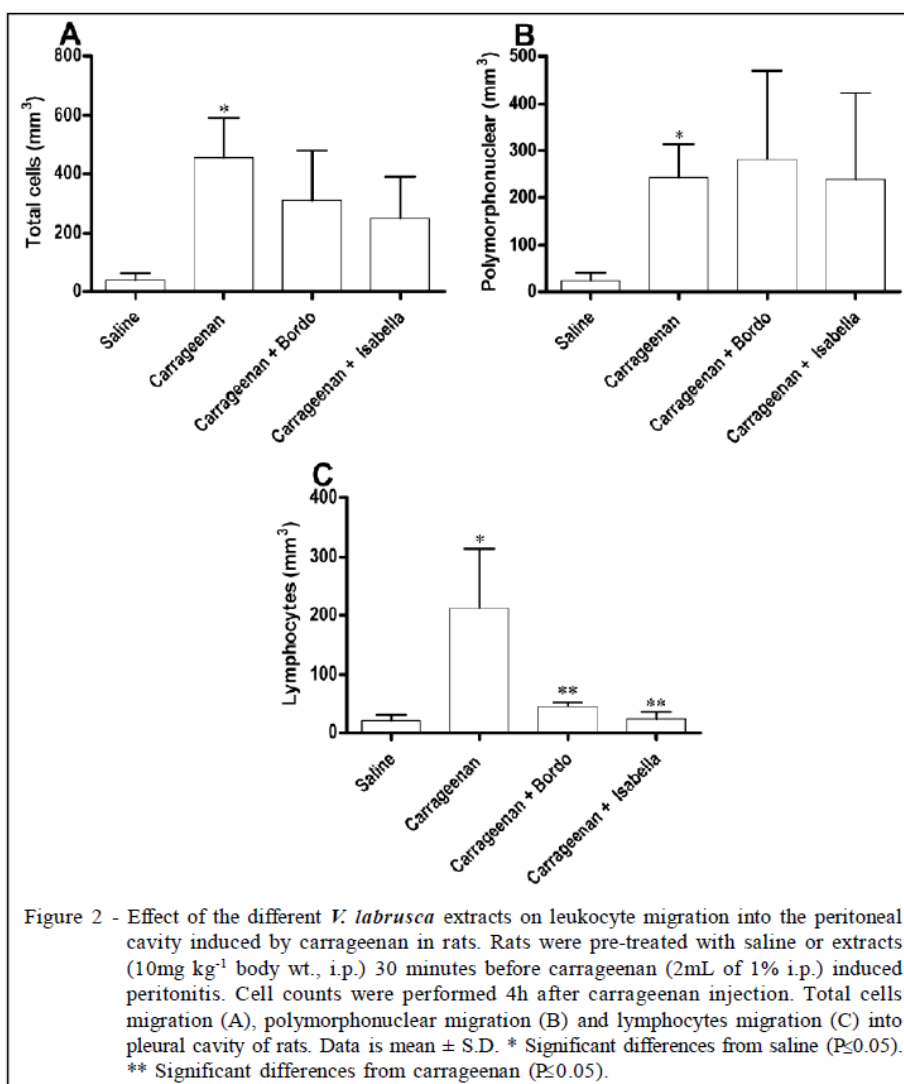 A
Total cells (mm³)
800
600
400
200
0
*
Saline
Carrageenan
Carrageenan + Bordo
Carrageenan + Isabella
B
Polymorphonuclear (mm³)
500
400
300
200
100
0
*
Saline
Carrageenan
Carrageenan + Bordo
Carrageenan + Isabella
C
Lymphocytes (mm³)
400
300
200
100
0
*
**
**
Saline
Carrageenan
Carrageenan + Bordo
Carrageenan + Isabella
Figure 2 - Effect of the different V. labrusca extracts on leukocyte migration into the peritoneal
cavity induced by carrageenan in rats. Rats were pre-treated with saline or extracts
(10mg kg⁻¹ body wt., i.p.) 30 minutes before carrageenan (2mL of 1% i.p.) induced
peritonitis. Cell counts were performed 4h after carrageenan injection. Total cells
migration (A), polymorphonuclear migration (B) and lymphocytes migration (C) into
pleural cavity of rats. Data is mean ± S.D. * Significant differences from saline (P≤0.05).
** Significant differences from carrageenan (P≤0.05).